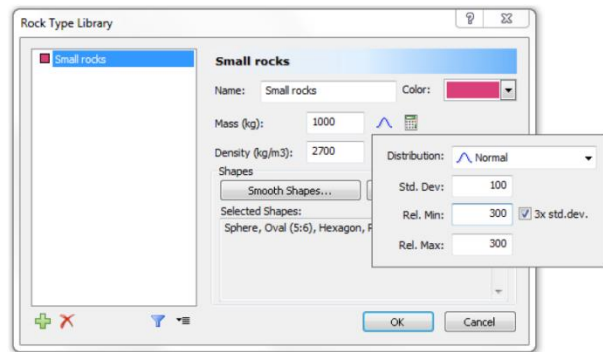 Rock Type Library
Small rocks
Small rocks
Name: Small rocks Color:
Mass (kg): 1000
Density (kg/m3): 2700
Distribution: Normal
Std. Dev: 100
Rel. Min: 300 3x std.dev.
Rel. Max: 300
Shapes
Smooth Shapes...
Selected Shapes:
Sphere, Oval (5:6), Hexagon,
OK Cancel